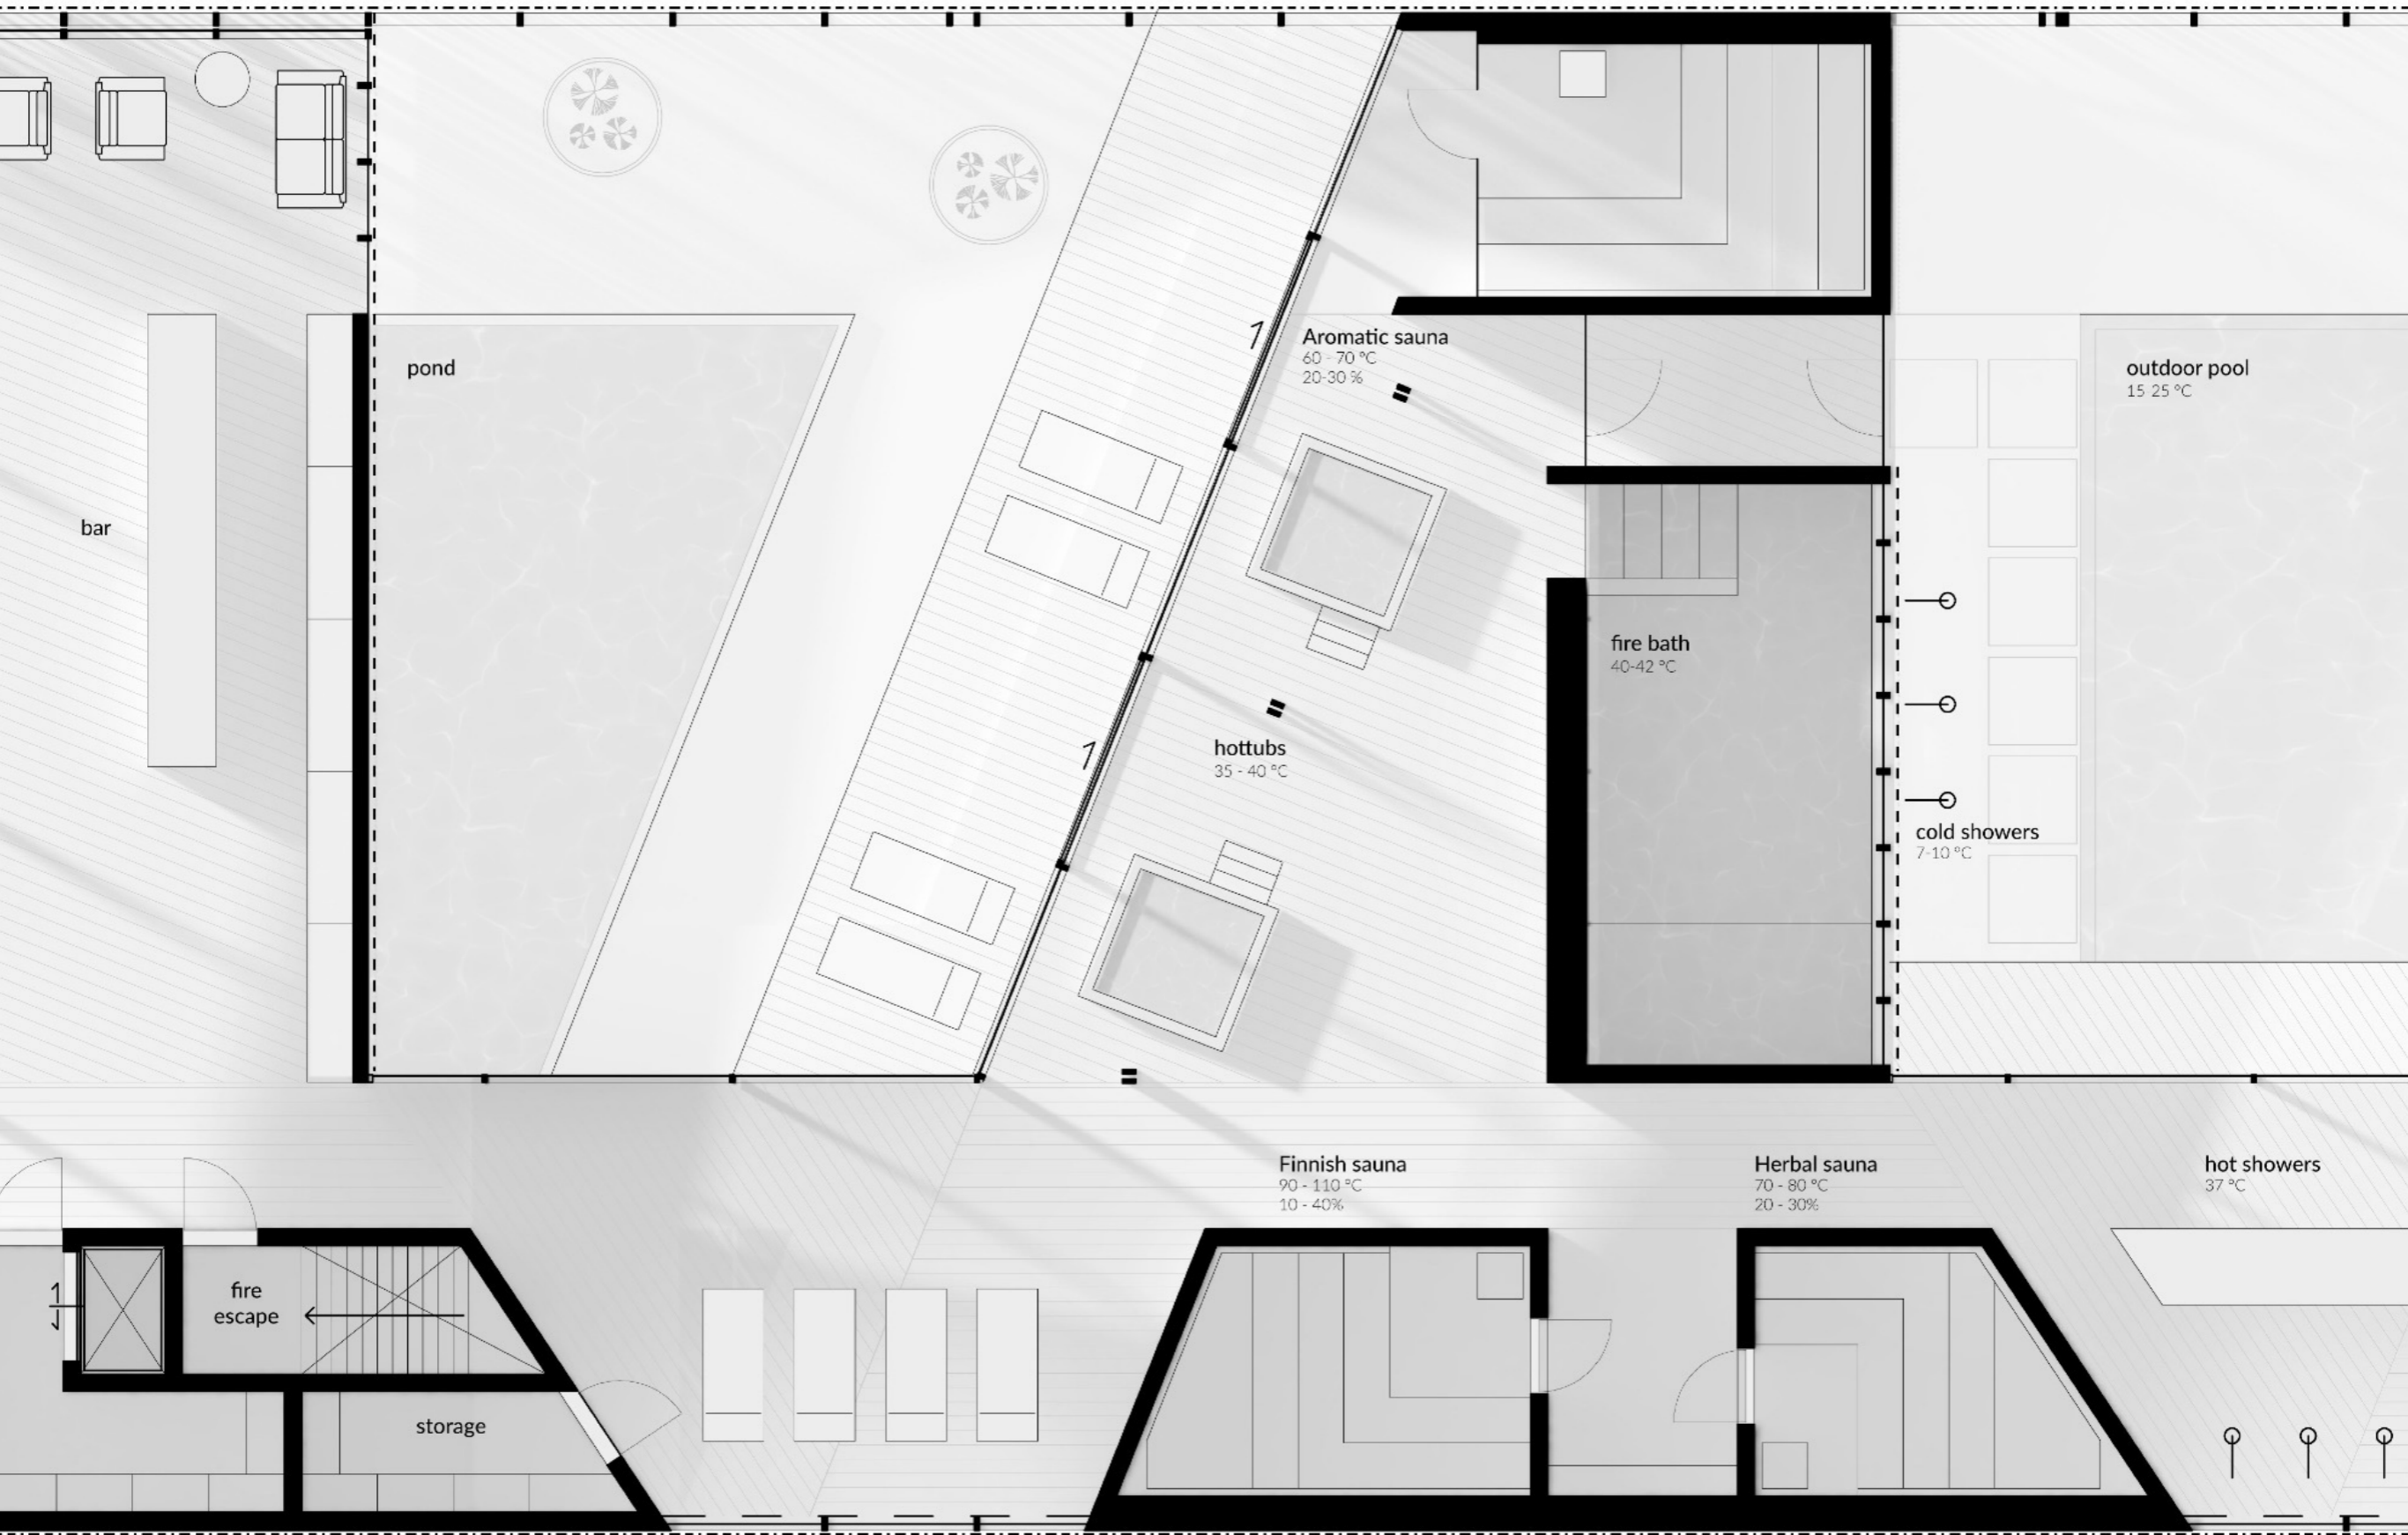 Aromatic sauna
60 - 70 °C
20-30 %
pond
outdoor pool
15-25 °C
bar
fire bath
40-42 °C
hottubs
35 - 40 °C
cold showers
7-10 °C
Finnish sauna
90 - 110 °C
10 - 40%
Herbal sauna
70 - 80 °C
20 - 30%
hot showers
37 °C
fire
escape
storage